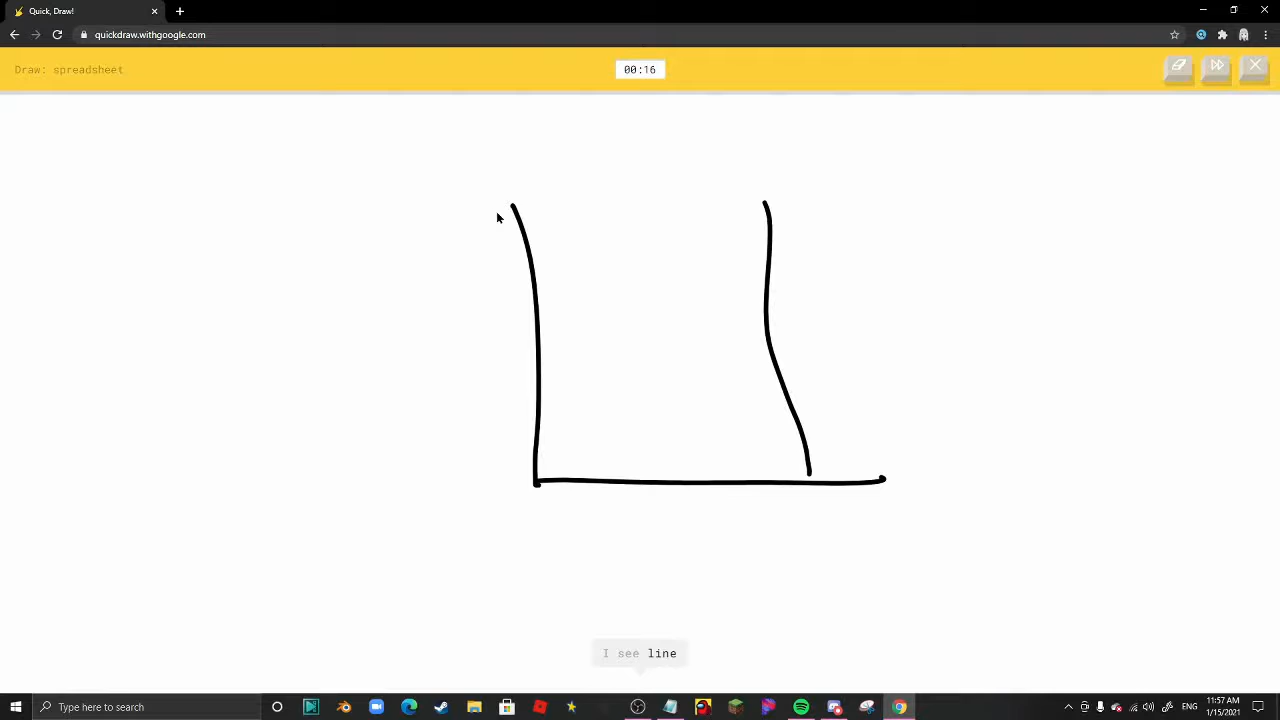 Quick, Draw!
quickdraw.withgoogle.com
Draw: spreadsheet
00:16
I see line
Type here to search
ENG
11:57 AM
1/15/2021